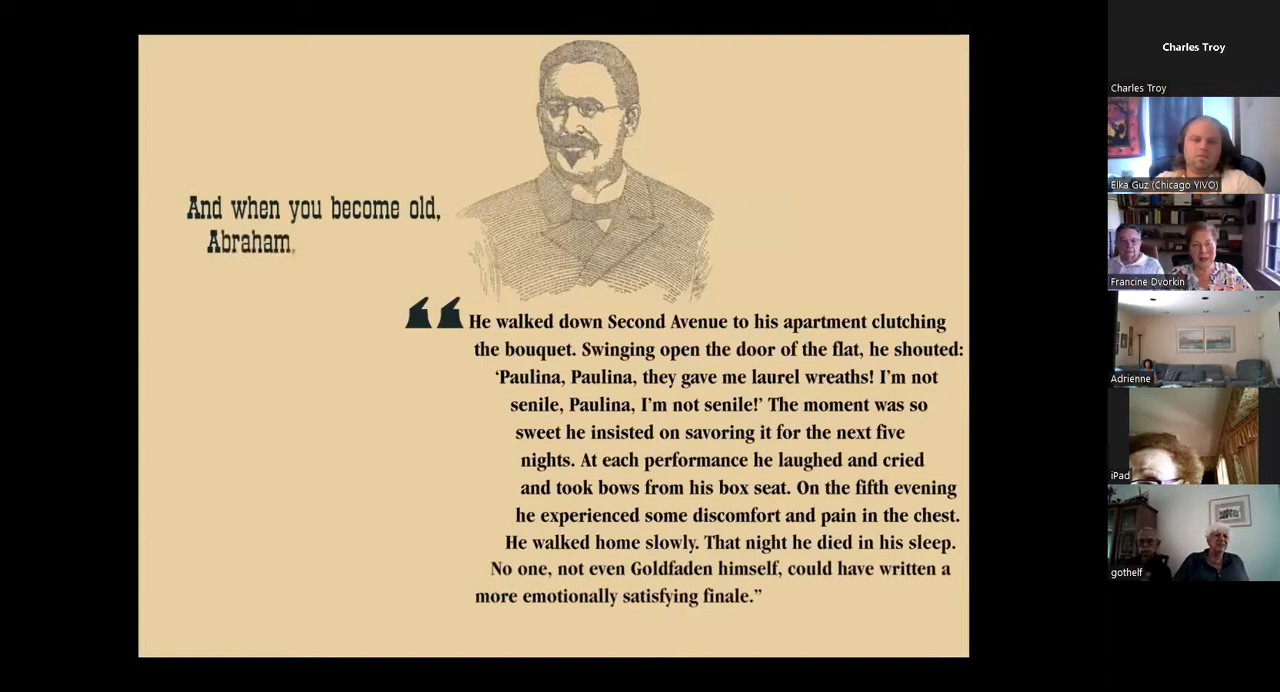 And when you become old,
Abraham.
“He walked down Second Avenue to his apartment clutching
the bouquet. Swinging open the door of the flat, he shouted:
‘Paulina, Paulina, they gave me laurel wreaths! I’m not
senile, Paulina, I’m not senile!’ The moment was so
sweet he insisted on savoring it for the next five
nights. At each performance he laughed and cried
and took bows from his box seat. On the fifth evening
he experienced some discomfort and pain in the chest.
He walked home slowly. That night he died in his sleep.
No one, not even Goldfaden himself, could have written a
more emotionally satisfying finale.”
Charles Troy
Charles Troy
Elka Guz (Chicago YIVO)
Francine Dvorkin
Adrienne
iPad
gothelf